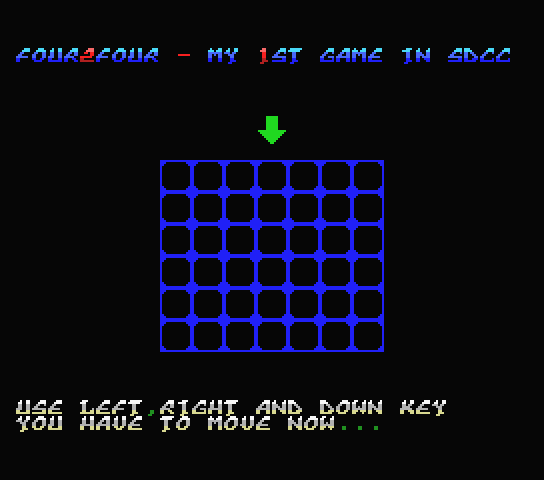 FOUR2FOUR - MY 1ST GAME IN SDCC
USE LEFT,RIGHT AND DOWN KEY
YOU HAVE TO MOVE NOW...